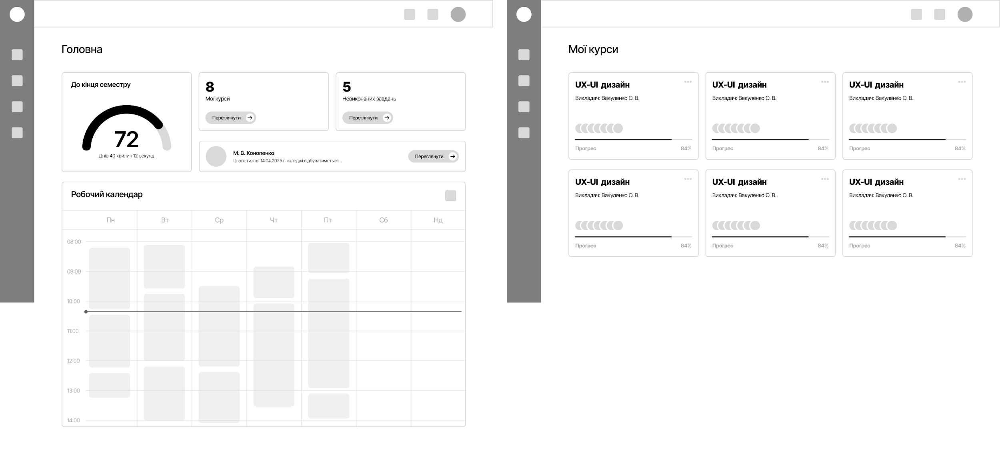 Головна
До кінця семестру
72
Днів 40 хвилин 12 секунд
8
Мої курси
Переглянути
5
Невиконаних завдань
Переглянути
М. В. Конопенко
Цього тижня 14.04.2025 в коледжі відбуватиметься...
Переглянути
Робочий календар
Пн Вт Ср Чт Пт Сб Нд
08:00
09:00
10:00
11:00
12:00
13:00
14:00
Мої курси
UX-UI дизайн
Викладач: Вакуленко О. В.
Прогрес 84%
UX-UI дизайн
Викладач: Вакуленко О. В.
Прогрес 84%
UX-UI дизайн
Викладач: Вакуленко О. В.
Прогрес 84%
UX-UI дизайн
Викладач: Вакуленко О. В.
Прогрес 84%
UX-UI дизайн
Викладач: Вакуленко О. В.
Прогрес 84%
UX-UI дизайн
Викладач: Вакуленко О. В.
Прогрес 84%